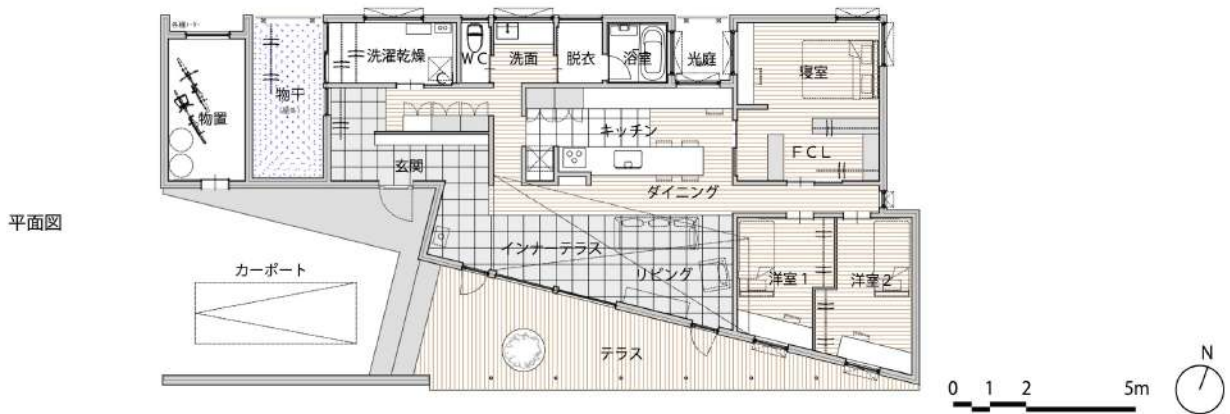 洗濯乾燥
WC
洗面
脱衣
浴室
光庭
寝室
物置
物干
キッチン
FCL
玄関
ダイニング
平面図
インナーテラス
リビング
洋室1
洋室2
カーポート
テラス
N
0 1 2 5m